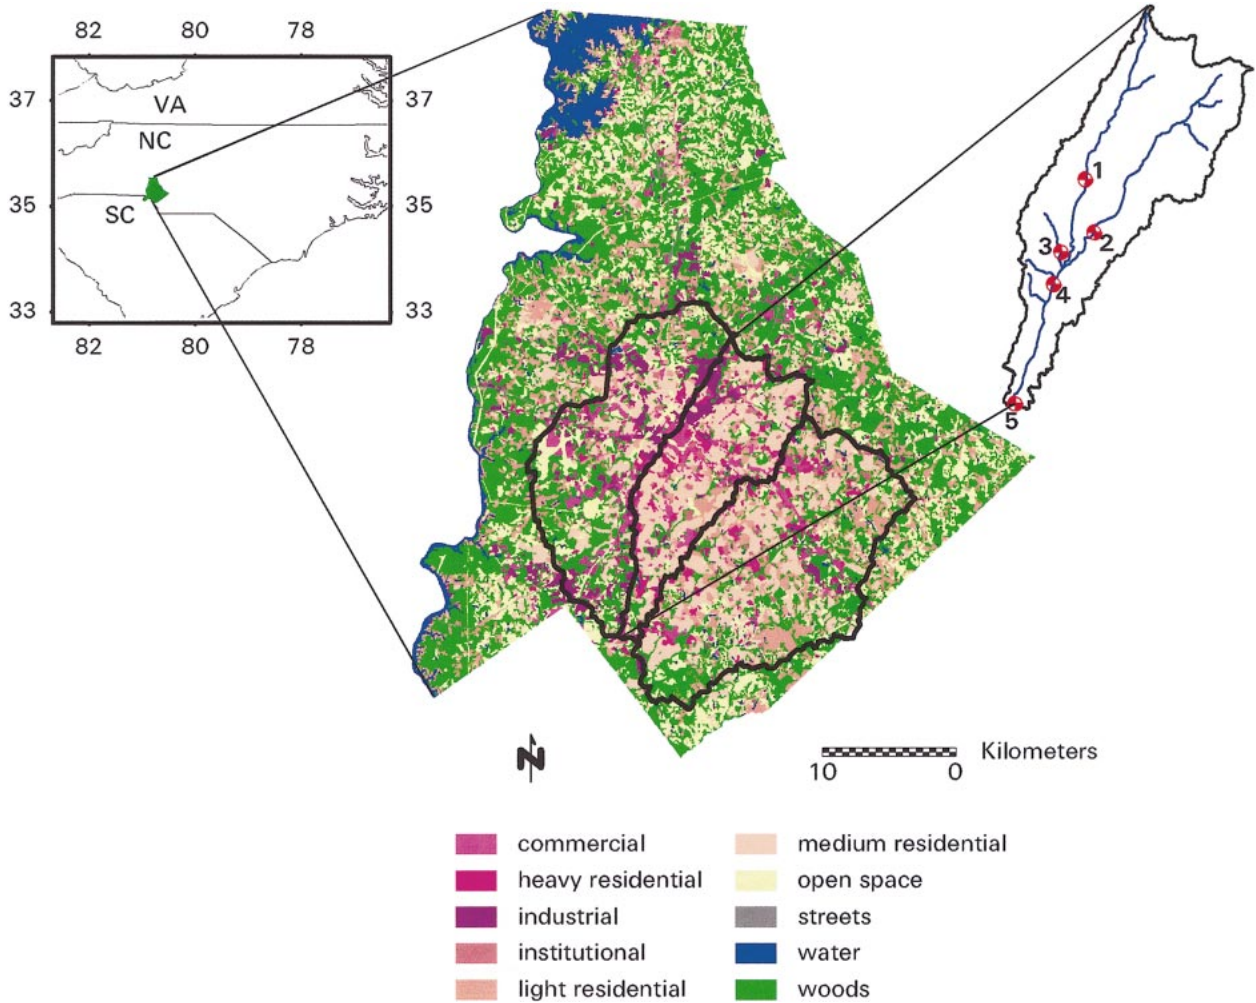 82 80 78
37 37
VA
NC
35 35
SC
33 33
82 80 78
1
2
3
4
5
N
Kilometers
10 0
commercial
heavy residential
industrial
institutional
light residential
medium residential
open space
streets
water
woods